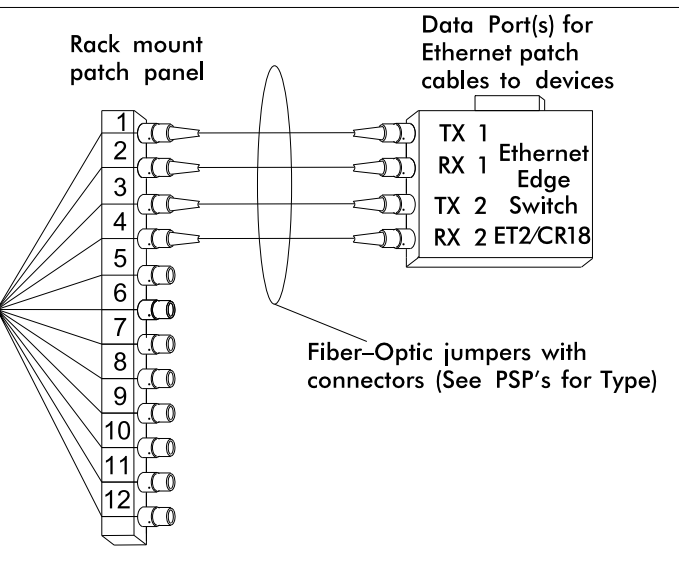 Rack mount
patch panel
Data Port(s) for
Ethernet patch
cables to devices
1
2
3
4
5
6
7
8
9
10
11
12
TX 1
RX 1
TX 2
RX 2
Ethernet
Edge
Switch
ET2/CR18
Fiber–Optic jumpers with
connectors (See PSP's for Type)